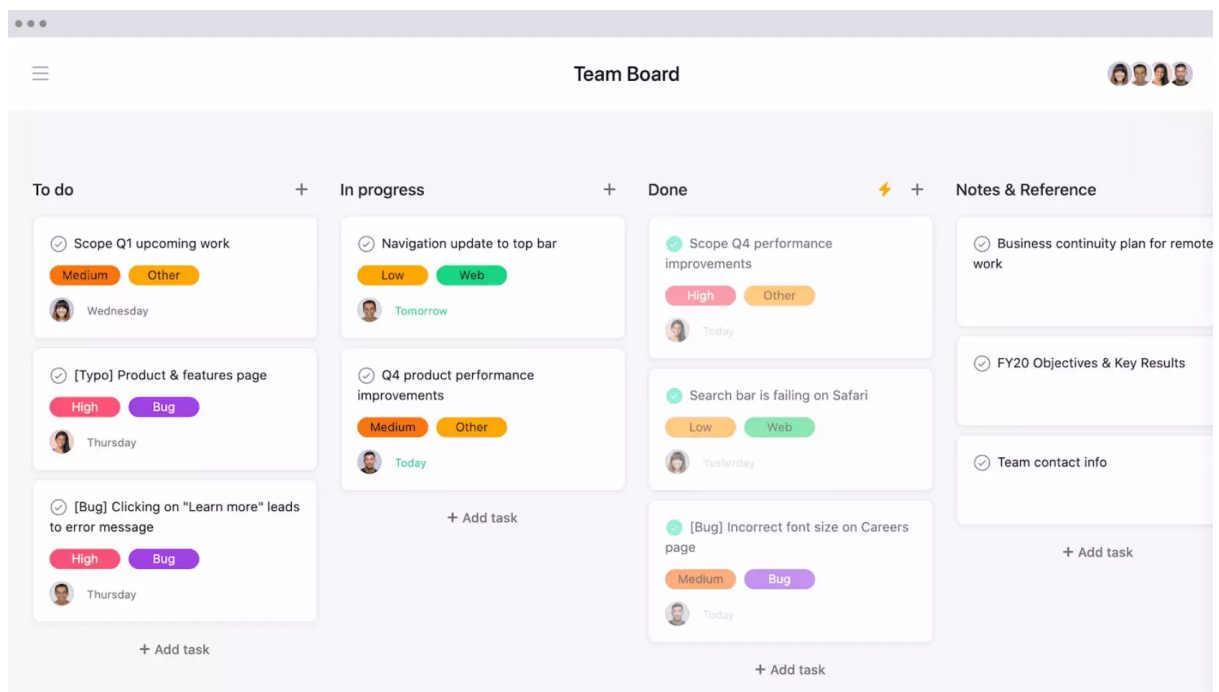 Team Board
To do
+
Scope Q1 upcoming work
Medium Other
Wednesday
[Typo] Product & features page
High Bug
Thursday
[Bug] Clicking on "Learn more" leads
to error message
High Bug
Thursday
+ Add task
In progress
+
Navigation update to top bar
Low Web
Tomorrow
Q4 product performance
improvements
Medium Other
Today
+ Add task
Done
+
Scope Q4 performance
improvements
High Other
Today
Search bar is failing on Safari
Low Web
Yesterday
[Bug] Incorrect font size on Careers
page
Medium Bug
Today
+ Add task
Notes & Reference
Business continuity plan for remote
work
FY20 Objectives & Key Results
Team contact info
+ Add task